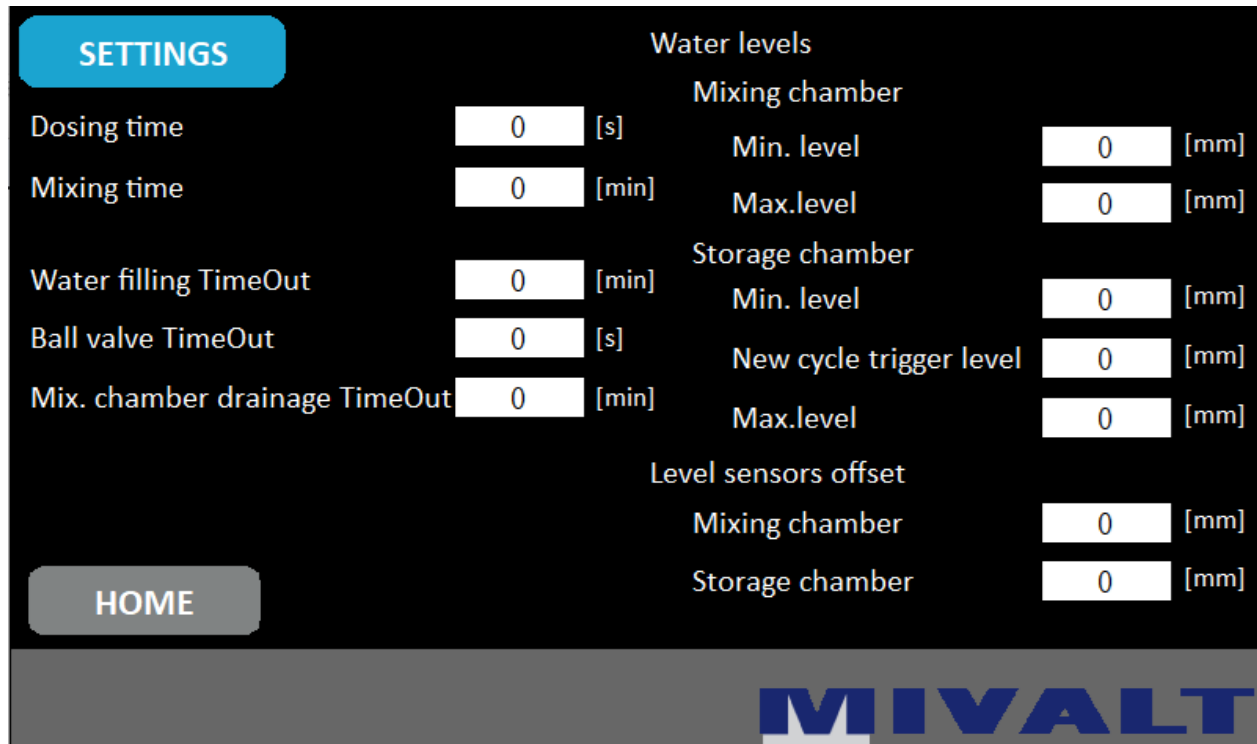 SETTINGS
Dosing time 0 [s]
Mixing time 0 [min]
Water filling TimeOut 0 [min]
Ball valve TimeOut 0 [s]
Mix. chamber drainage TimeOut 0 [min]
HOME
Water levels
Mixing chamber
Min. level 0 [mm]
Max.level 0 [mm]
Storage chamber
Min. level 0 [mm]
New cycle trigger level 0 [mm]
Max.level 0 [mm]
Level sensors offset
Mixing chamber 0 [mm]
Storage chamber 0 [mm]
MIVALT